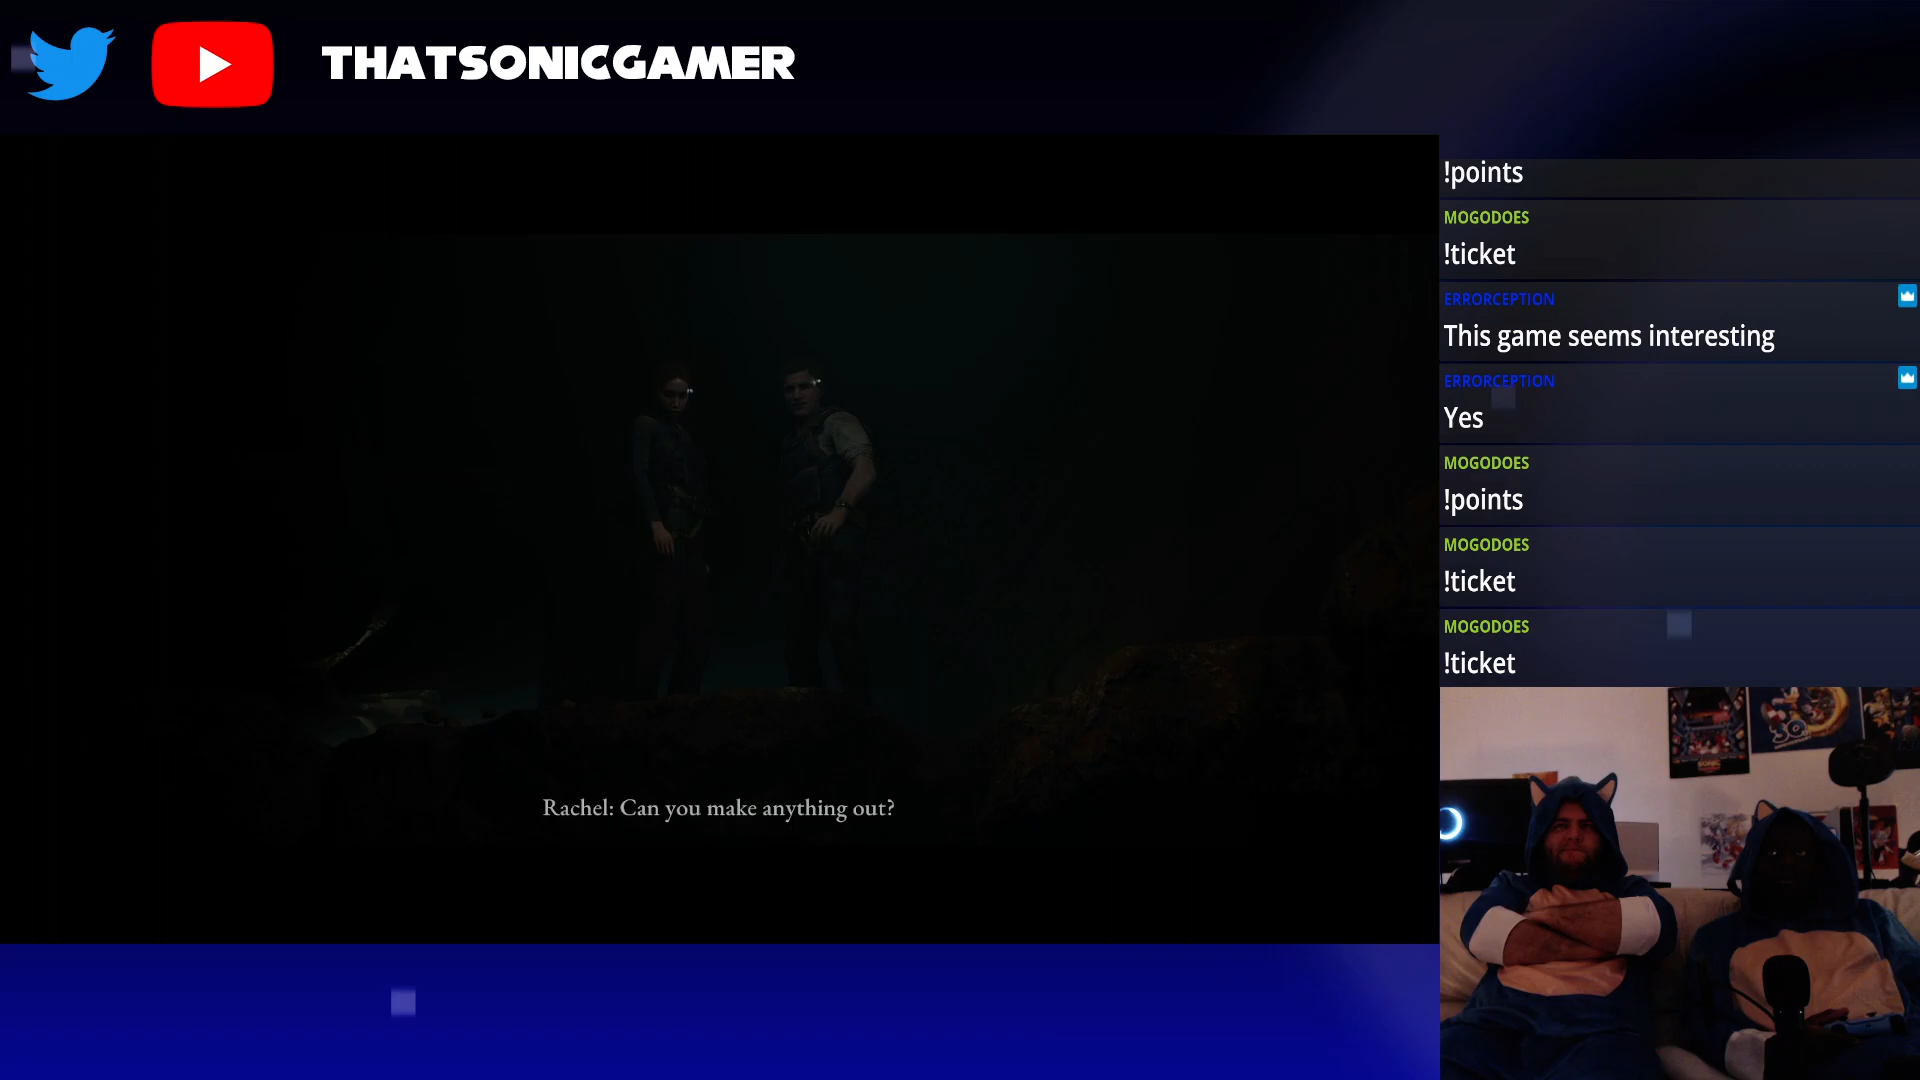 THATSONICGAMER
!points
MOGODOES
!ticket
ERRORCEPTION
This game seems interesting
ERRORCEPTION
Yes
MOGODOES
!points
MOGODOES
!ticket
MOGODOES
!ticket
30
Rachel: Can you make anything out?